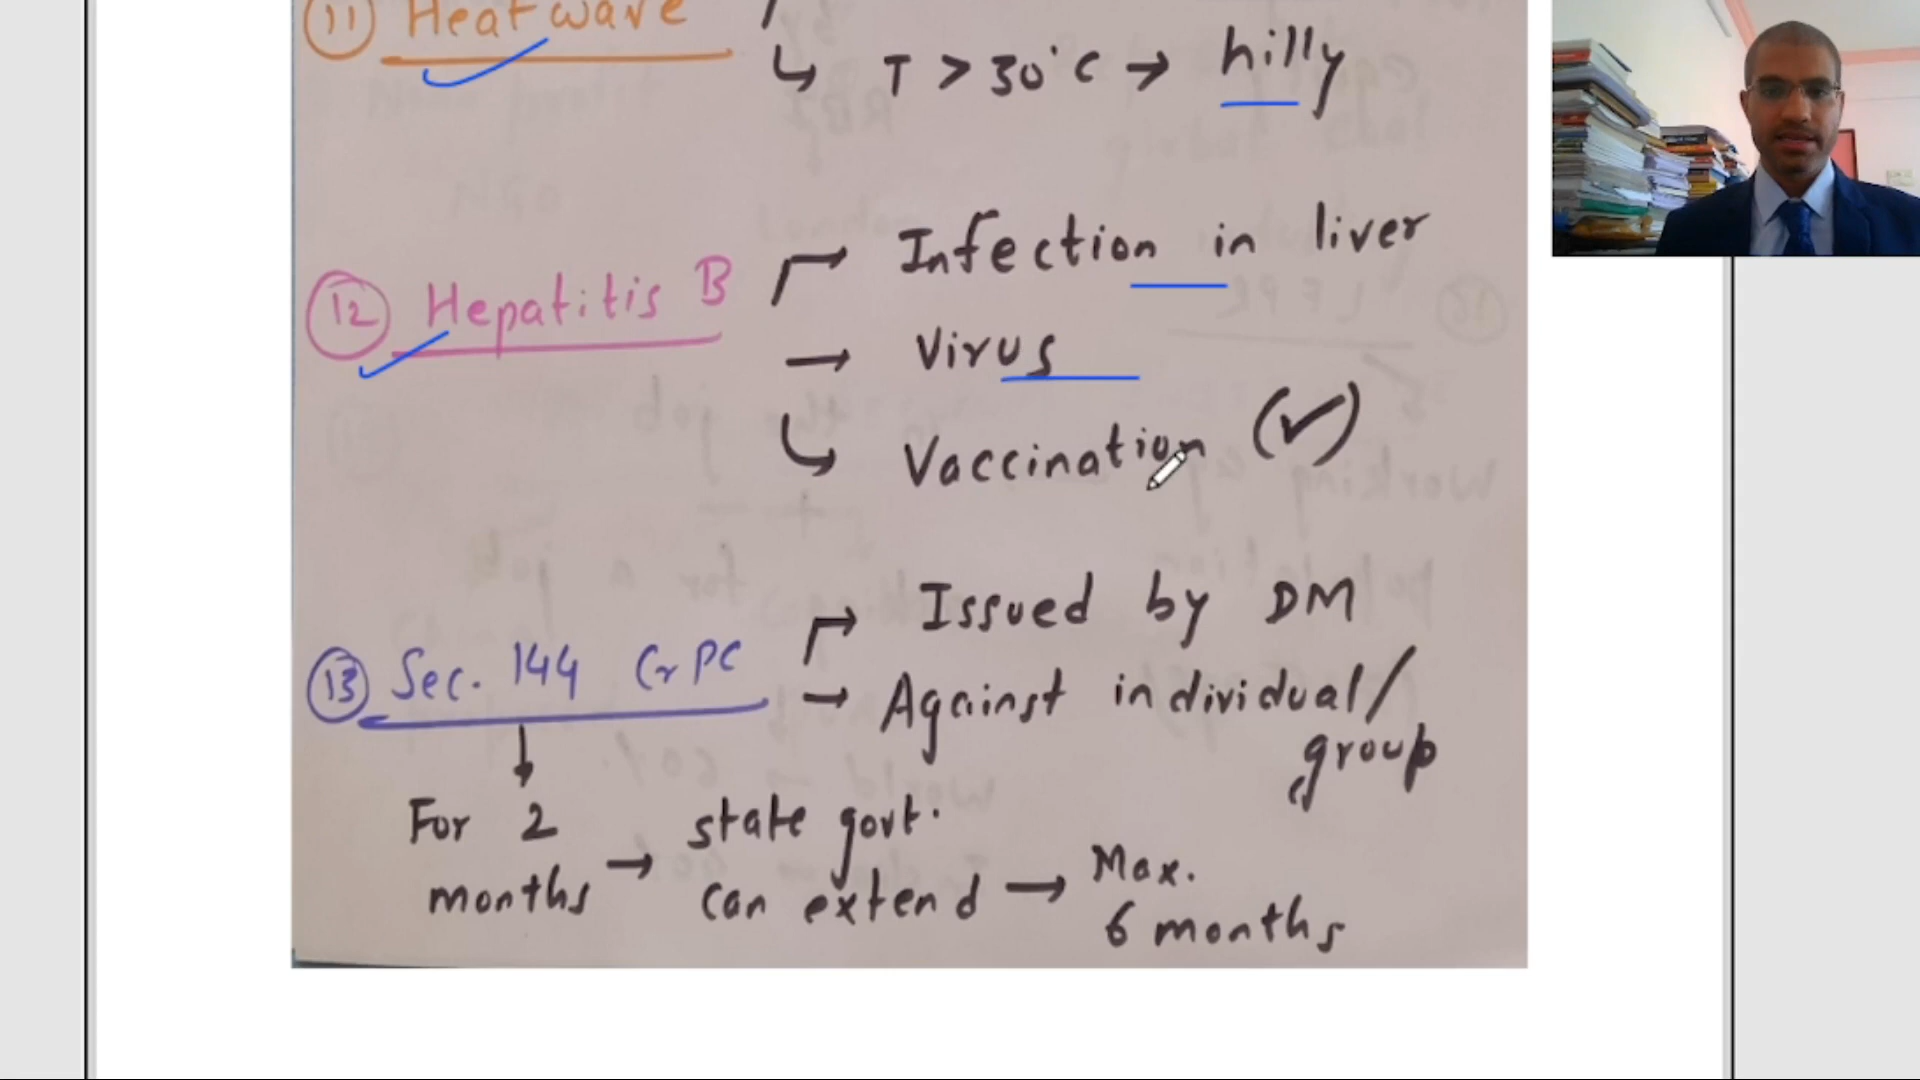 11 Heatwave
T > 30°C → hilly
12 Hepatitis B
Infection in liver
→ Virus
Vaccination (✓)
13 Sec. 144 CrPC
Issued by DM
→ Against individual/
group
For 2
months →
state govt.
can extend →
Max.
6 months